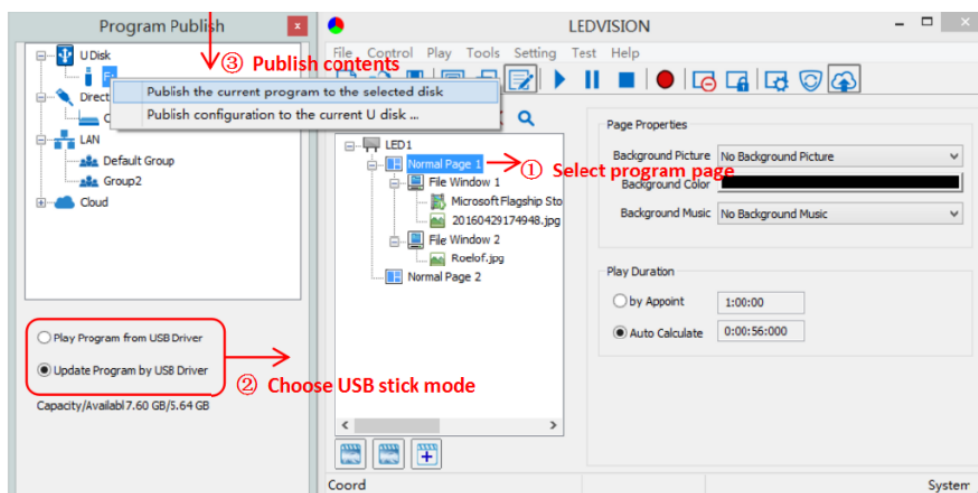 Program Publish
x
U Disk
Direct
LAN
Default Group
Group2
Cloud
③ Publish contents
Publish the current program to the selected disk
Publish configuration to the current U disk ...
Play Program from USB Driver
Update Program by USB Driver
② Choose USB stick mode
Capacity/Availabl 7.60 GB/5.64 GB
LEDVISION
File Control Play Tools Setting Test Help
LED1
Normal Page 1
① Select program page
File Window 1
Microsoft Flagship Sto
20160429174948.jpg
File Window 2
Roelof.jpg
Normal Page 2
Page Properties
Background Picture No Background Picture
Background Color
Background Music No Background Music
Play Duration
by Appoint 1:00:00
Auto Calculate 0:00:56:000
Coord
System